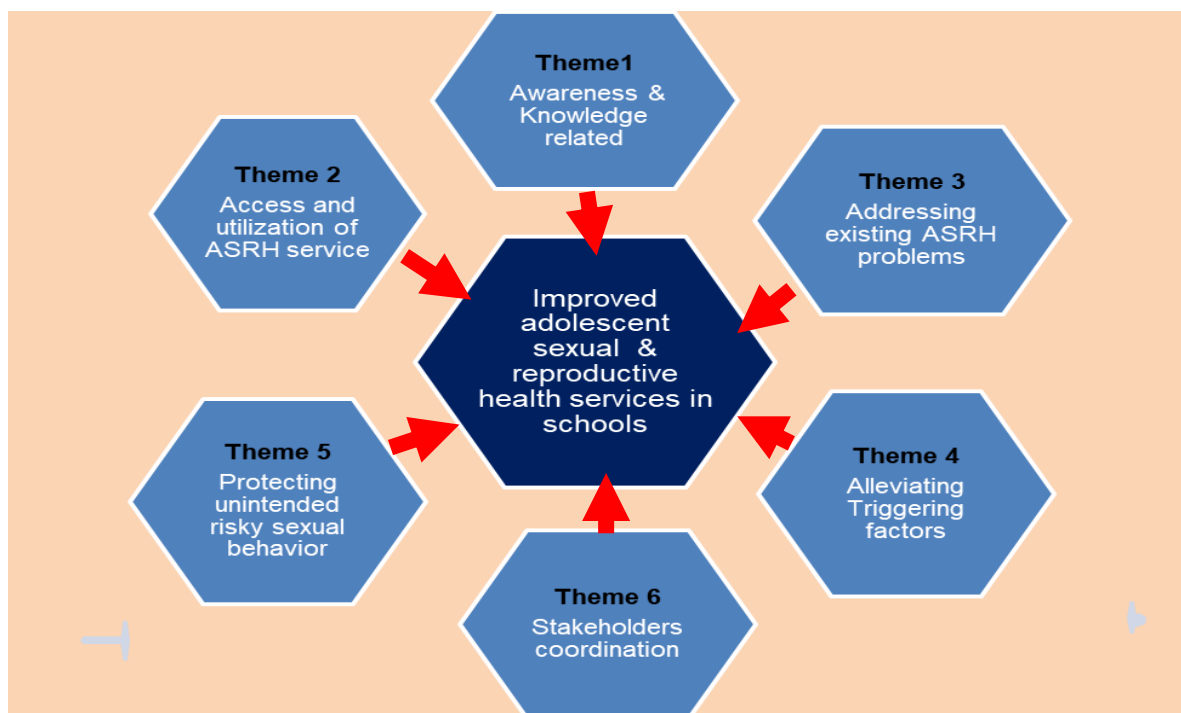 Theme1
Awareness &
Knowledge
related
Theme 2
Access and
utilization of
ASRH service
Theme 3
Addressing
existing ASRH
problems
Improved
adolescent
sexual &
reproductive
health services in
schools
Theme 5
Protecting
unintended
risky sexual
behavior
Theme 4
Alleviating
Triggering
factors
Theme 6
Stakeholders
coordination